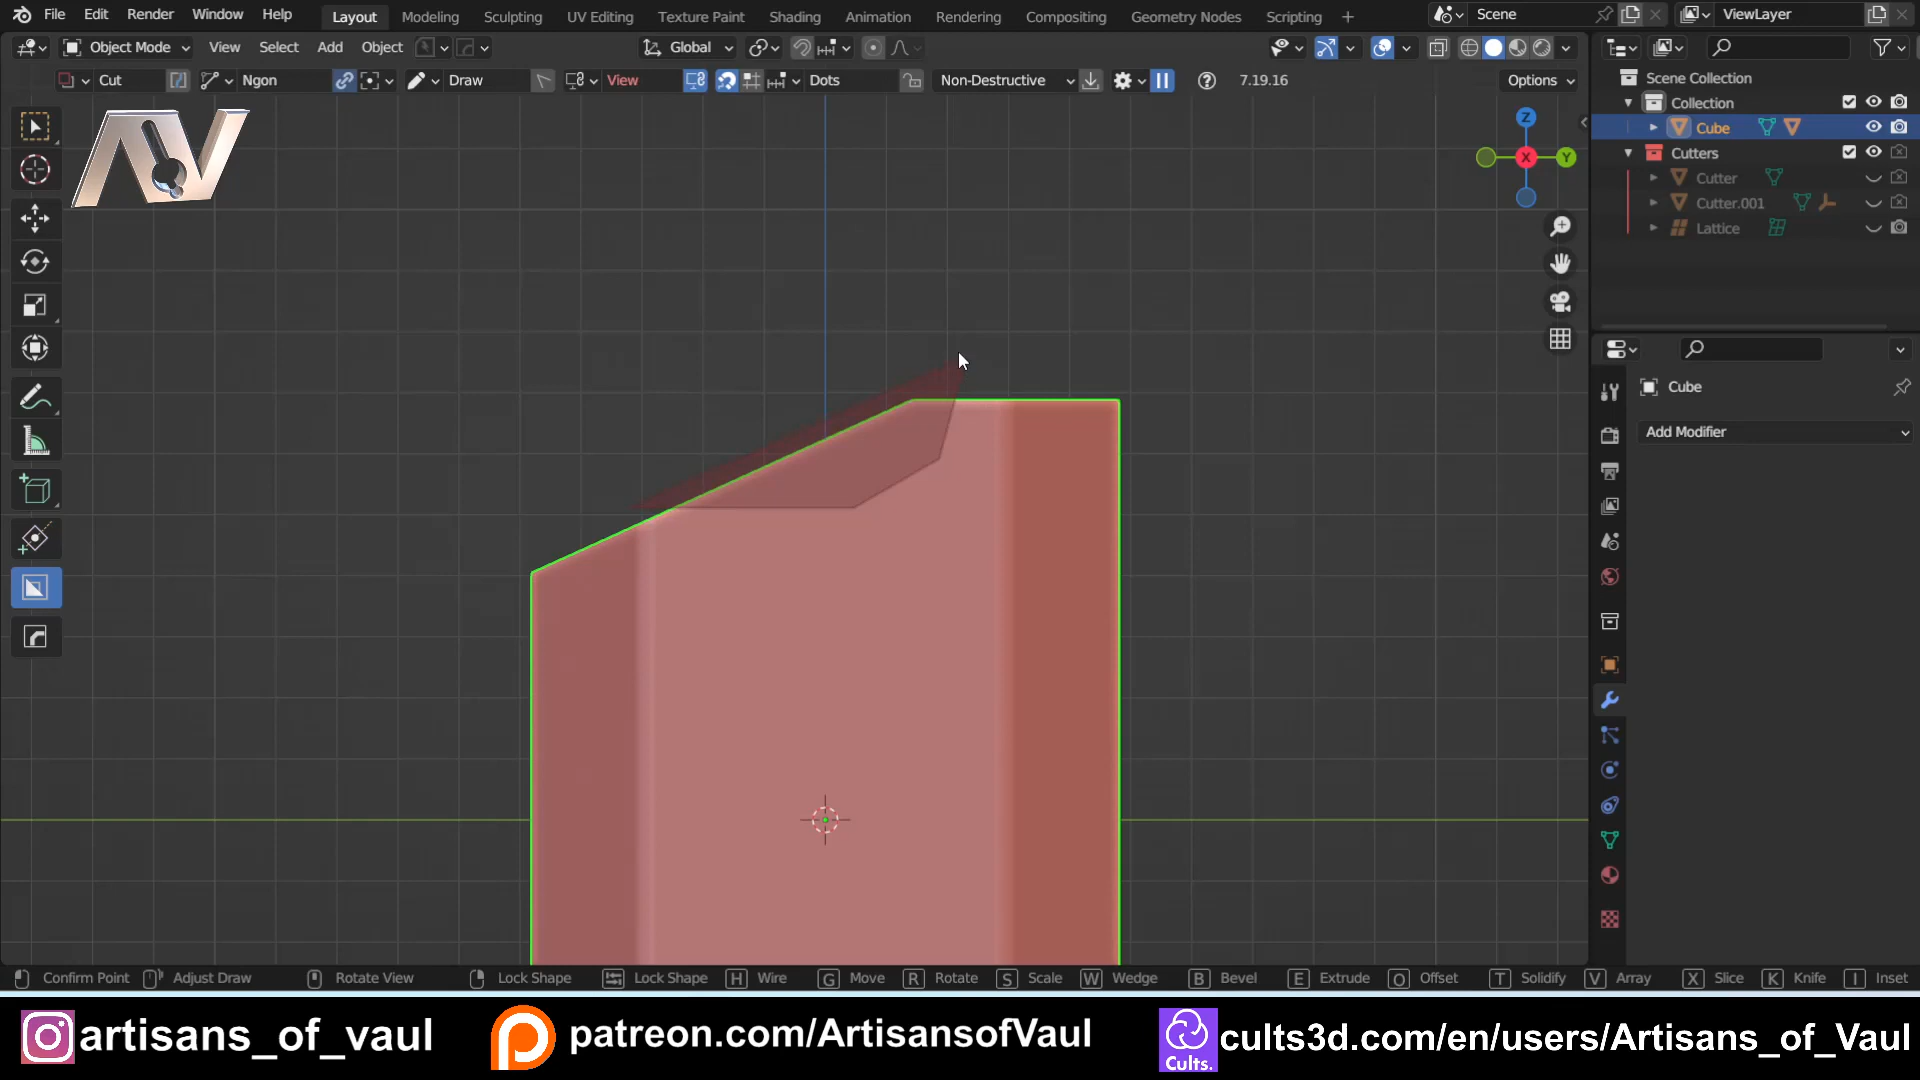 File Edit Render Window Help Layout Modeling Sculpting UV Editing Texture Paint Shading Animation Rendering Compositing Geometry Nodes Scripting + Scene ViewLayer
Object Mode View Select Add Object Global
Cut Ngon Draw View Dots Non-Destructive 7.19.16 Options
Scene Collection
Collection
Cube
Cutters
Cutter
Cutter.001
Lattice
Z
X
Y
Cube
Add Modifier
Confirm Point Adjust Draw Rotate View Lock Shape Lock Shape H Wire G Move R Rotate S Scale W Wedge B Bevel E Extrude O Offset T Solidify V Array X Slice K Knife I Inset
artisans_of_vaul patreon.com/ArtisansofVaul Cults. cults3d.com/en/users/Artisans_of_Vaul